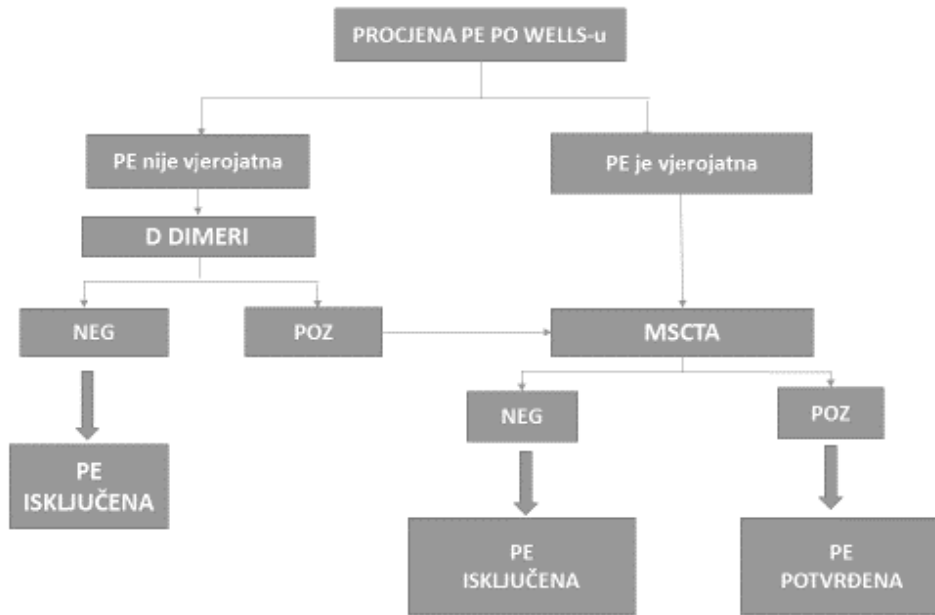 PROCJENA PE PO WELLS-u
PE nije vjerojatna
PE je vjerojatna
D DIMERI
NEG
POZ
MSCTA
NEG
POZ
PE
ISKLJUČENA
PE
ISKLJUČENA
PE
POTVRĐENA